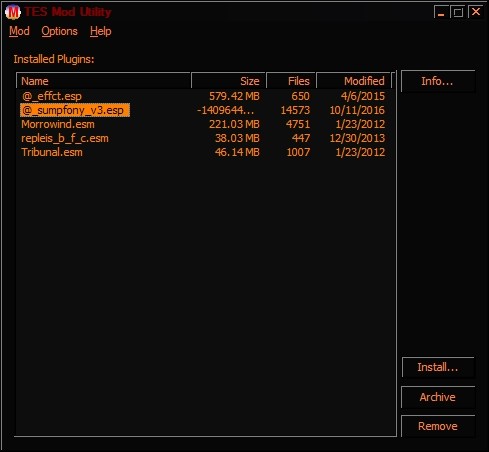 TES Mod Utility
Mod Options Help
Installed Plugins:
Name Size Files Modified Info...
@_effct.esp 579.42 MB 650 4/6/2015
@_sumpfony_v3.esp -1409644... 14573 10/11/2016
Morrowind.esm 221.03 MB 4751 1/23/2012
repleis_b_f_c.esm 38.03 MB 447 12/30/2013
Tribunal.esm 46.14 MB 1007 1/23/2012
Install...
Archive
Remove